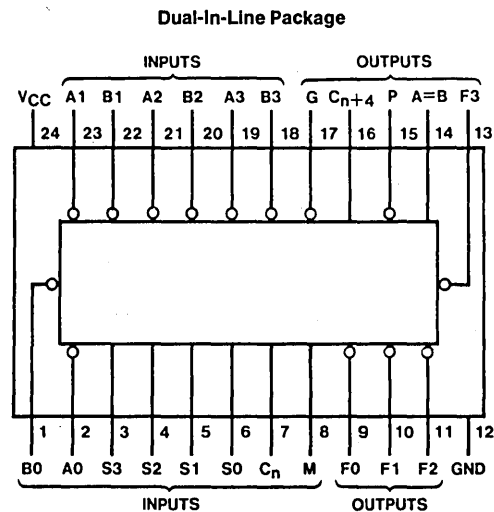 Dual-In-Line Package
INPUTS OUTPUTS
VCC A1 B1 A2 B2 A3 B3 G Cn+4 P A=B F3
24 23 22 21 20 19 18 17 16 15 14 13
1 2 3 4 5 6 7 8 9 10 11 12
B0 A0 S3 S2 S1 S0 Cn M F0 F1 F2 GND
INPUTS OUTPUTS